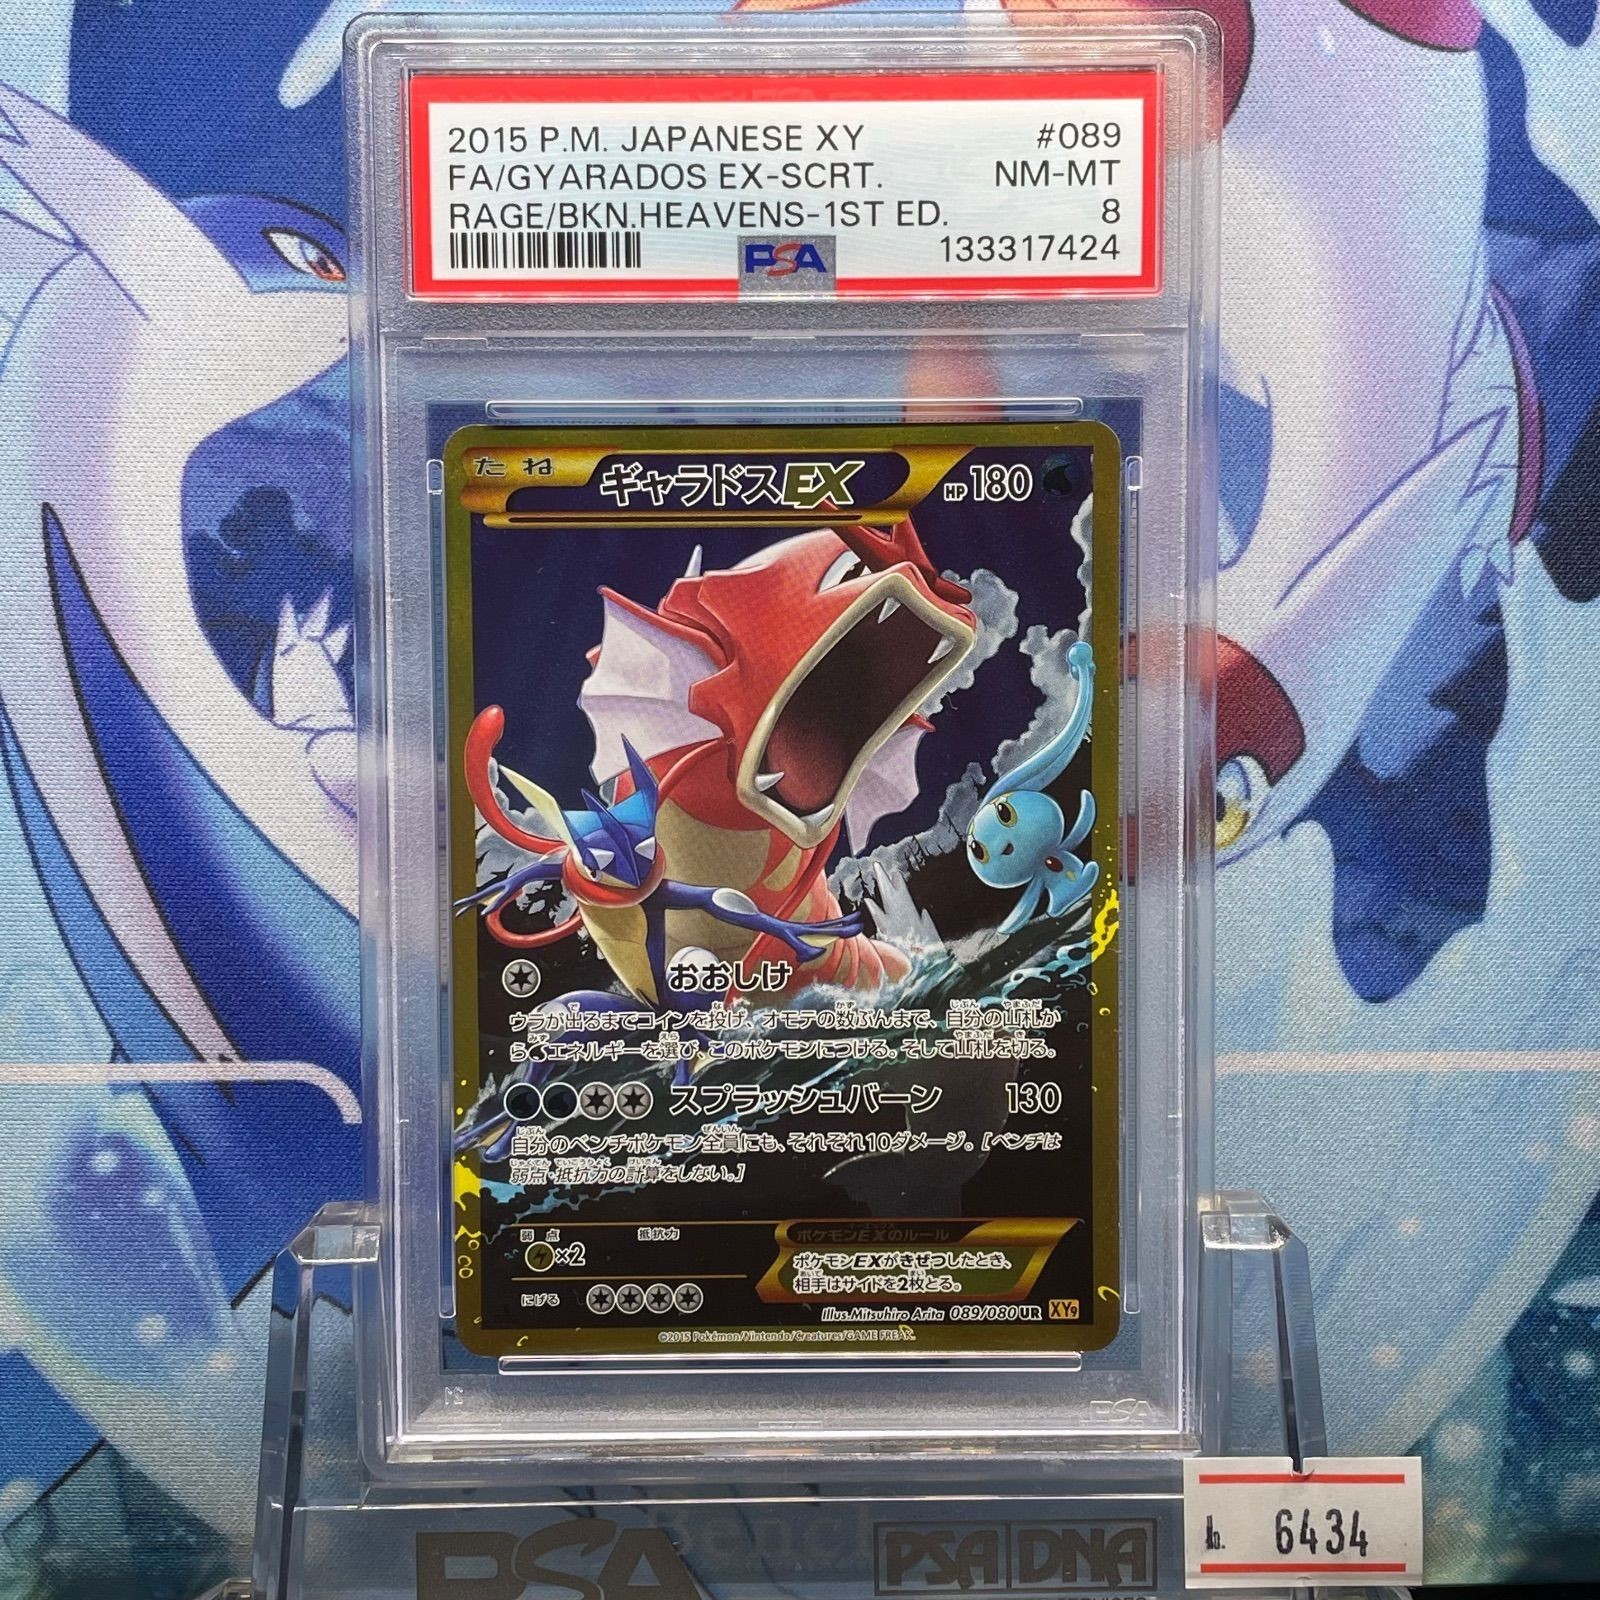 2015 P.M. JAPANESE XY #089
FA/GYARADOS EX-SCRT. NM-MT
RAGE/BKN.HEAVENS-1ST ED. 8
PSA 133317424
たね ギャラドスEX HP180
おおしけ
ウラが出るまでコインを投げ、オモテの数ぶんまで、自分の山札か
ら エネルギーを選び、このポケモンにつける。そして山札を切る。
スプラッシュバーン 130
自分のベンチポケモン全員にも、それぞれ10ダメージ。[ベンチは
弱点・抵抗力の計算をしない。]
弱点 抵抗力 ポケモンEXのルール
×2 ポケモンEXがきぜつしたとき、
相手はサイドを2枚とる。
にげる
Illus.Mitsuhiro Arita 089/080 UR XY9
©2015 Pokémon/Nintendo/Creatures/GAME FREAK.
PSA
PSA PSA DNA
No. 6434